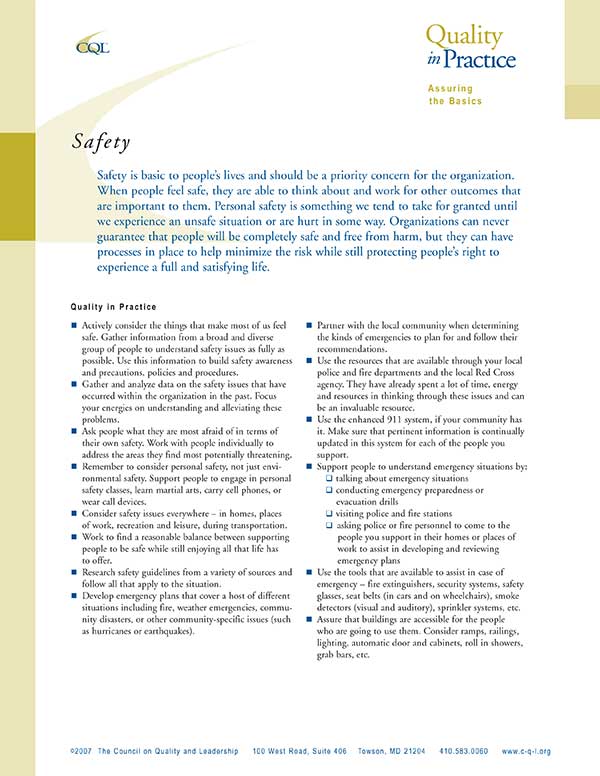 CQL
Quality
in Practice
Assuring
the Basics
Safety
Safety is basic to people's lives and should be a priority concern for the organization.
When people feel safe, they are able to think about and work for other outcomes that
are important to them. Personal safety is something we tend to take for granted until
we experience an unsafe situation or are hurt in some way. Organizations can never
guarantee that people will be completely safe and free from harm, but they can have
processes in place to help minimize the risk while still protecting people's right to
experience a full and satisfying life.
Quality in Practice
■ Actively consider the things that make most of us feel
safe. Gather information from a broad and diverse
group of people to understand safety issues as fully as
possible. Use this information to build safety awareness
and precautions, policies and procedures.
■ Gather and analyze data on the safety issues that have
occurred within the organization in the past. Focus
your energies on understanding and alleviating these
problems.
■ Ask people what they are most afraid of in terms of
their own safety. Work with people individually to
address the areas they find most potentially threatening.
■ Remember to consider personal safety, not just envi-
ronmental safety. Support people to engage in personal
safety classes, learn martial arts, carry cell phones, or
wear call devices.
■ Consider safety issues everywhere – in homes, places
of work, recreation and leisure, during transportation.
■ Work to find a reasonable balance between supporting
people to be safe while still enjoying all that life has
to offer.
■ Research safety guidelines from a variety of sources and
follow all that apply to the situation.
■ Develop emergency plans that cover a host of different
situations including fire, weather emergencies, commu-
nity disasters, or other community-specific issues (such
as hurricanes or earthquakes).
■ Partner with the local community when determining
the kinds of emergencies to plan for and follow their
recommendations.
■ Use the resources that are available through your local
police and fire departments and the local Red Cross
agency. They have already spent a lot of time, energy
and resources in thinking through these issues and can
be an invaluable resource.
■ Use the enhanced 911 system, if your community has
it. Make sure that pertinent information is continually
updated in this system for each of the people you
support.
■ Support people to understand emergency situations by:
❑ talking about emergency situations
❑ conducting emergency preparedness or
evacuation drills
❑ visiting police and fire stations
❑ asking police or fire personnel to come to the
people you support in their homes or places of
work to assist in developing and reviewing
emergency plans
■ Use the tools that are available to assist in case of
emergency – fire extinguishers, security systems, safety
glasses, seat belts (in cars and on wheelchairs), smoke
detectors (visual and auditory), sprinkler systems, etc.
■ Assure that buildings are accessible for the people
who are going to use them. Consider ramps, railings,
lighting, automatic door and cabinets, roll in showers,
grab bars, etc.
©2007 The Council on Quality and Leadership 100 West Road, Suite 406 Towson, MD 21204 410.583.0060 www.c-q-l.org